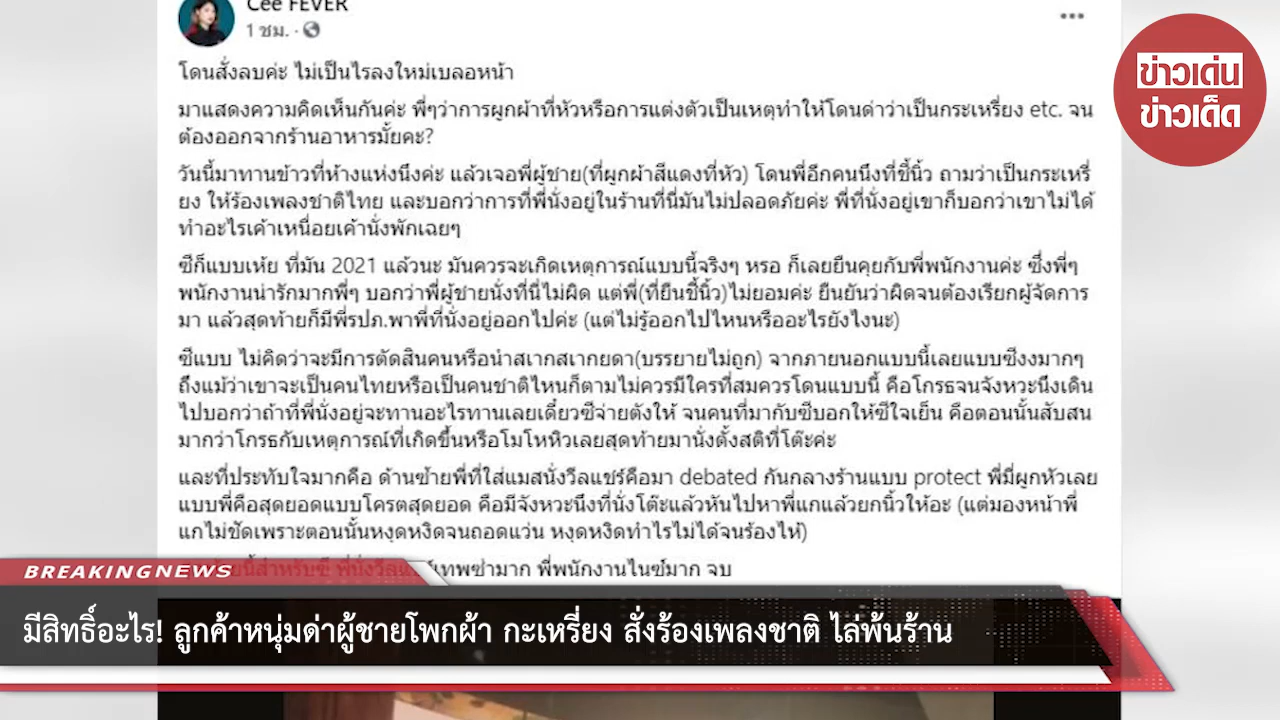 Cee FEVER
1 ชม.
ข่าวเด่น
ข่าวเด็ด
โดนสั่งลบค่ะ ไม่เป็นไรลงใหม่เบลอหน้า
มาแสดงความคิดเห็นกันค่ะ พี่ๆว่าการผูกผ้าที่หัวหรือการแต่งตัวเป็นเหตุทำให้โดนด่าว่าเป็นกระเหรี่ยง etc. จน
ต้องออกจากร้านอาหารมั้ยคะ?
วันนี้มาทานข้าวที่ห้างแห่งนึงค่ะ แล้วเจอพี่ผู้ชาย(ที่ผูกผ้าสีแดงที่หัว) โดนพี่อีกคนนึงที่ชี้นิ้ว ถามว่าเป็นกระเหรี่
ยง ให้ร้องเพลงชาติไทย และบอกว่าการที่พี่นั่งอยู่ในร้านที่นี่มันไม่ปลอดภัยค่ะ พี่ที่นั่งอยู่เขาก็บอกว่าเขาไม่ได้
ทำอะไรเค้าเหนื่อยเค้านั่งพักเฉยๆ
ซีก็แบบเห้ย ที่มัน 2021 แล้วนะ มันควรจะเกิดเหตุการณ์แบบนี้จริงๆ หรอ ก็เลยยืนคุยกับพี่พนักงานค่ะ ซึ่งพี่ๆ
พนักงานน่ารักมากพี่ๆ บอกว่าพี่ผู้ชายนั่งที่นี่ไม่ผิด แต่พี่(ที่ยืนชี้นิ้ว)ไม่ยอมค่ะ ยืนยันว่าผิดจนต้องเรียกผู้จัดการ
มา แล้วสุดท้ายก็มีพี่รปภ.พาพี่ที่นั่งอยู่ออกไปค่ะ (แต่ไม่รู้ออกไปไหนหรืออะไรยังไงนะ)
ซีแบบ ไม่คิดว่าจะมีการตัดสินคนหรือนำสเากสเากยดา(บรรยายไม่ถูก) จากภายนอกแบบนี้เลยแบบซีงงมากๆ
ถึงแม้ว่าเขาจะเป็นคนไทยหรือเป็นคนชาติไหนก็ตามไม่ควรมีใครที่สมควรโดนแบบนี้ คือโกรธจนจังหวะนึงเดิน
ไปบอกว่าถ้าที่พี่นั่งอยู่จะทานอะไรทานเลยเดี๋ยวซีจ่ายตังให้ จนคนที่มากับซีบอกให้ซีใจเย็น คือตอนนั้นสับสน
มากว่าโกรธกับเหตุการณ์ที่เกิดขึ้นหรือโมโหหิวเลยสุดท้ายมานั่งตั้งสติที่โต๊ะค่ะ
และที่ประทับใจมากคือ ด้านซ้ายพี่ที่ใส่แมสนั่งวีลแชร์คือมา debated กันกลางร้านแบบ protect พี่มี่ผูกหัวเลย
แบบพี่คือสุดยอดแบบโครตสุดยอด คือมีจังหวะนึงที่นั่งโต๊ะแล้วหันไปหาพี่แกแล้วยกนิ้วให้อะ (แต่มองหน้าพี่
แกไม่ชัดเพราะตอนนั้นหงุดหงิดจนถอดแว่น หงุดหงิดทำไรไม่ได้จนร้องไห้)
นี้สำหรับซี พี่นั่งวีลแชร์เทพซ่ามาก พี่พนักงานไนซ์มาก จบ
BREAKING NEWS
มีสิทธิ์อะไร! ลูกค้าหนุ่มด่าผู้ชายโพกผ้า กะเหรี่ยง สั่งร้องเพลงชาติ ไล่พ้นร้าน